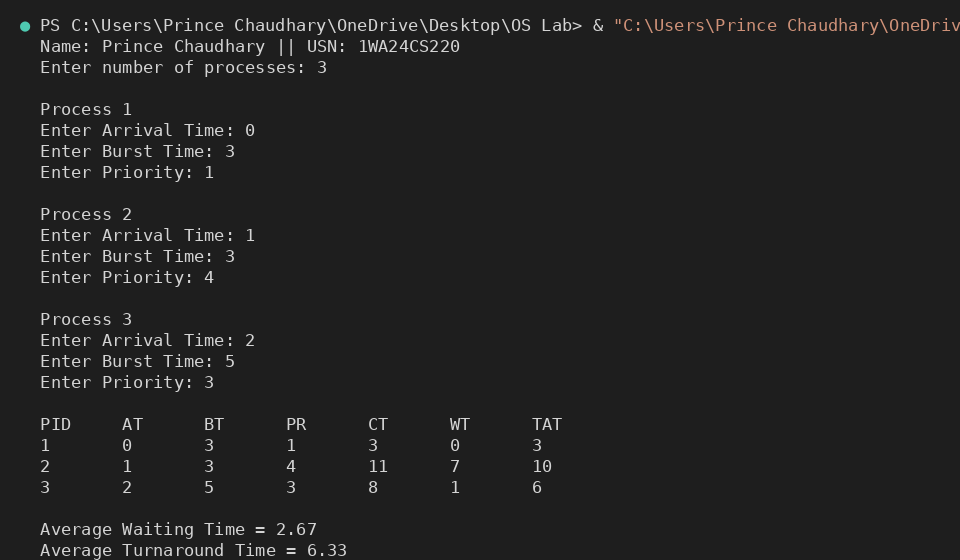 PS C:\Users\Prince Chaudhary\OneDrive\Desktop\OS Lab> & "C:\Users\Prince Chaudhary\OneDriv
Name: Prince Chaudhary || USN: 1WA24CS220
Enter number of processes: 3
Process 1
Enter Arrival Time: 0
Enter Burst Time: 3
Enter Priority: 1
Process 2
Enter Arrival Time: 1
Enter Burst Time: 3
Enter Priority: 4
Process 3
Enter Arrival Time: 2
Enter Burst Time: 5
Enter Priority: 3
PID AT BT PR CT WT TAT
1 0 3 1 3 0 3
2 1 3 4 11 7 10
3 2 5 3 8 1 6
Average Waiting Time = 2.67
Average Turnaround Time = 6.33